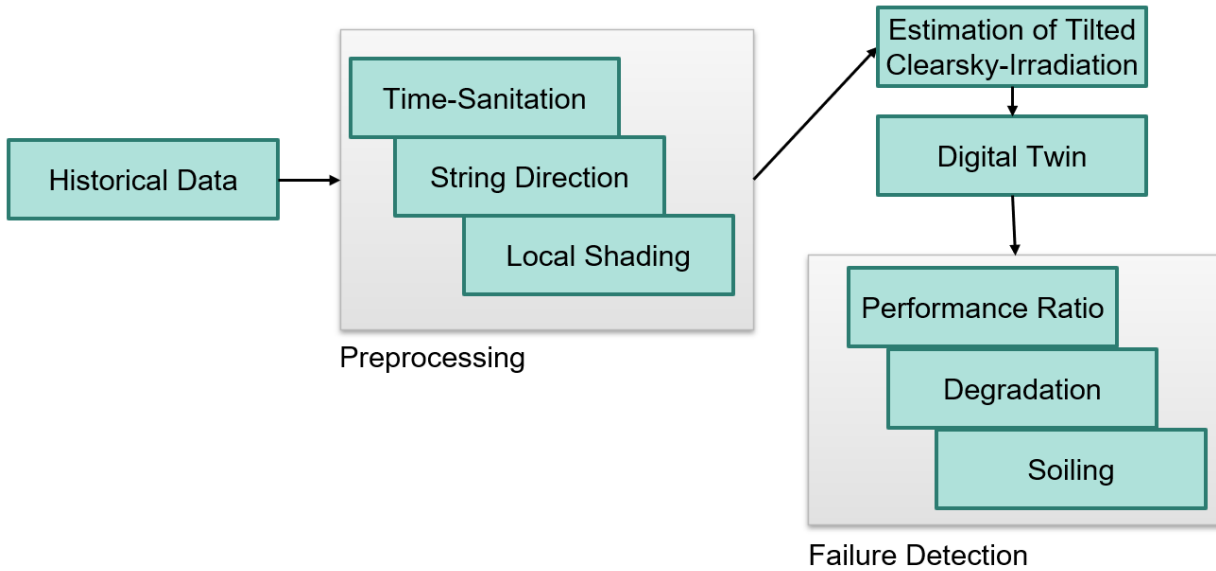 Historical Data
Time-Sanitation
String Direction
Local Shading
Preprocessing
Estimation of Tilted
Clearsky-Irradiation
Digital Twin
Performance Ratio
Degradation
Soiling
Failure Detection